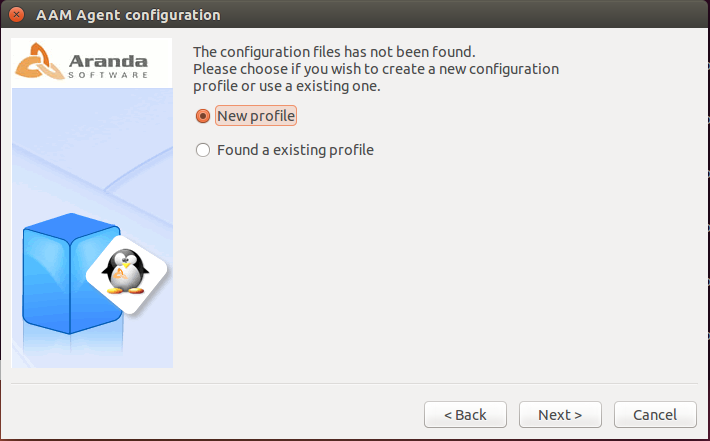 AAM Agent configuration
Aranda
SOFTWARE
The configuration files has not been found.
Please choose if you wish to create a new configuration
profile or use a existing one.
New profile
Found a existing profile
< Back
Next >
Cancel